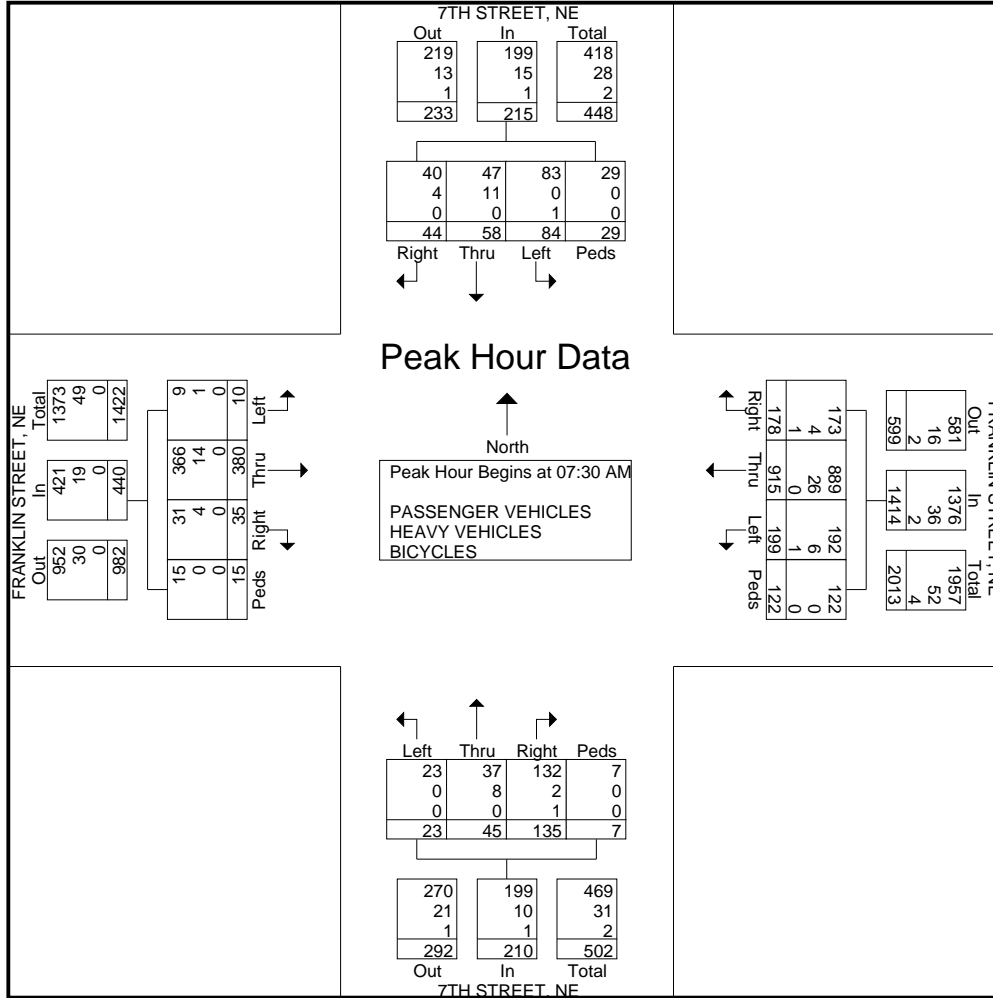 7TH STREET, NE
Out In Total
219 199 418
13 15 28
1 1 2
233 215 448
40 47 83 29
4 11 0 0
0 0 1 0
44 58 84 29
Right Thru Left Peds
Peak Hour Data
North
Peak Hour Begins at 07:30 AM
PASSENGER VEHICLES
HEAVY VEHICLES
BICYCLES
FRANKLIN STREET, NE
Out In Total
952 421 1373
30 19 49
0 0 0
982 440 1422
15 31 366 9
0 4 14 1
0 0 0 0
15 35 380 10
Peds Right Thru Left
FRANKLIN STREET, NE
Out In Total
581 1376 1957
16 36 52
2 2 4
599 1414 2013
173 889 192 122
4 26 6 0
1 0 1 0
178 915 199 122
Right Thru Left Peds
Left Thru Right Peds
23 37 132 7
0 8 2 0
0 0 1 0
23 45 135 7
270 199 469
21 10 31
1 1 2
292 210 502
Out In Total
7TH STREET, NE